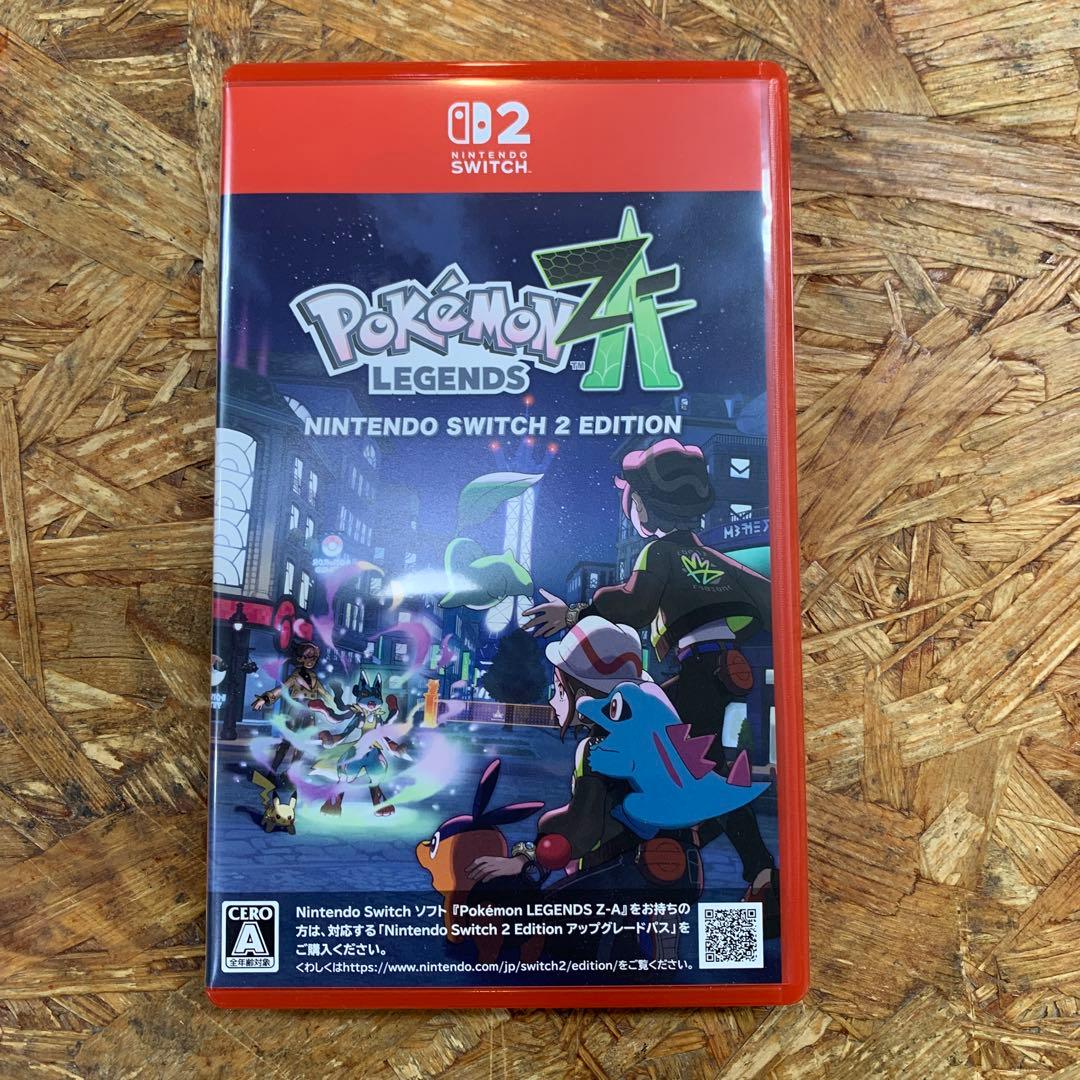 2
NINTENDO
SWITCH™
POKÉMON
ZA
LEGENDS™
NINTENDO SWITCH 2 EDITION
CERO
A
全年齢対象
Nintendo Switch ソフト『Pokémon LEGENDS Z-A』をお持ちの
方は、対応する「Nintendo Switch 2 Edition アップグレードパス」を
ご購入ください。
くわしくはhttps://www.nintendo.com/jp/switch2/edition/をご覧ください。